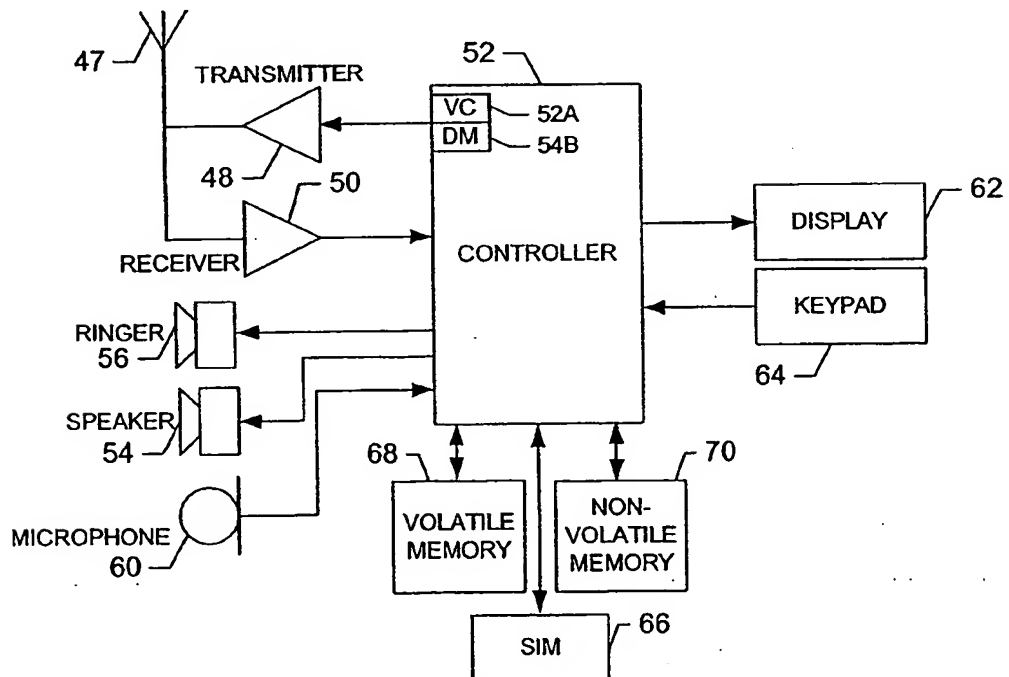 47
TRANSMITTER
48
52
VC
52A
DM
54B
50
RECEIVER
CONTROLLER
62
DISPLAY
KEYPAD
64
RINGER
56
SPEAKER
54
MICROPHONE
60
68
VOLATILE
MEMORY
70
NON-
VOLATILE
MEMORY
SIM
66